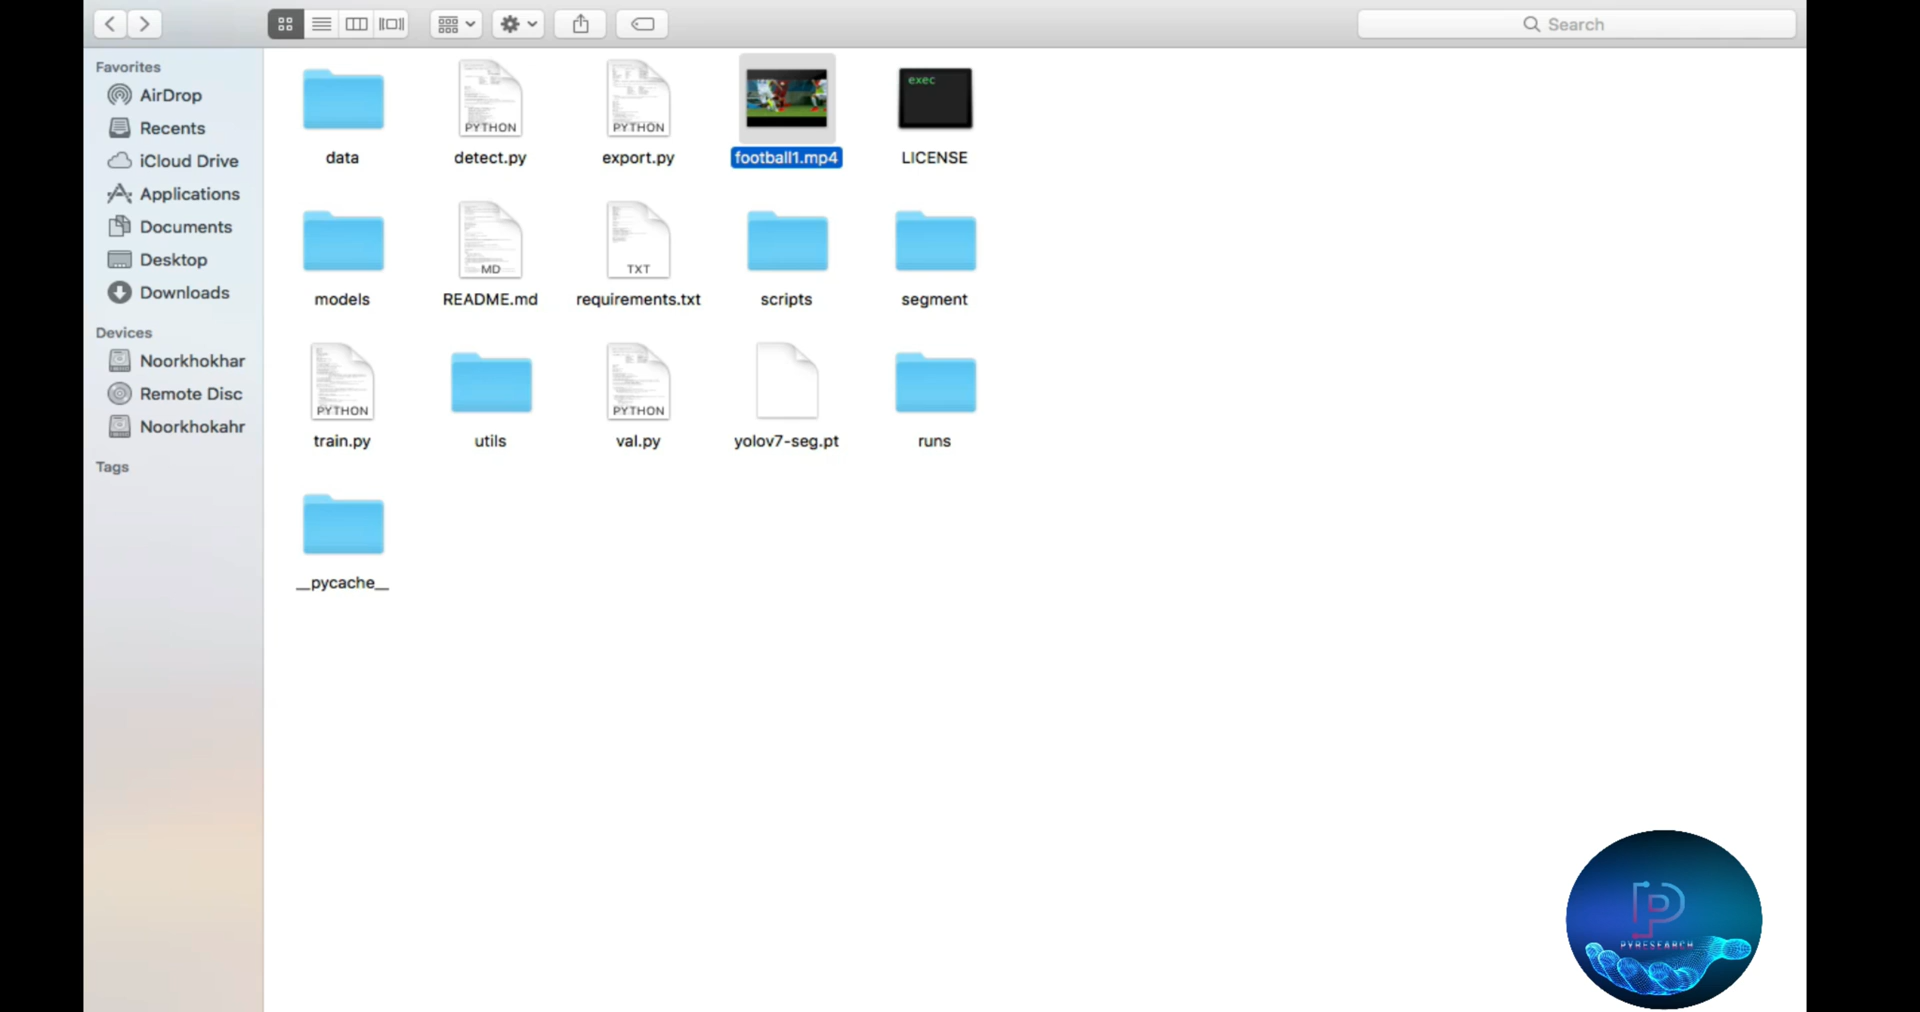 Search
Favorites
AirDrop
Recents
iCloud Drive
Applications
Documents
Desktop
Downloads
Devices
Noorkhokhar
Remote Disc
Noorkhokahr
Tags
PYTHON
PYTHON
exec
data
detect.py
export.py
football1.mp4
LICENSE
MD
TXT
models
README.md
requirements.txt
scripts
segment
PYTHON
PYTHON
train.py
utils
val.py
yolov7-seg.pt
runs
__pycache__
P
PYRESEARCH